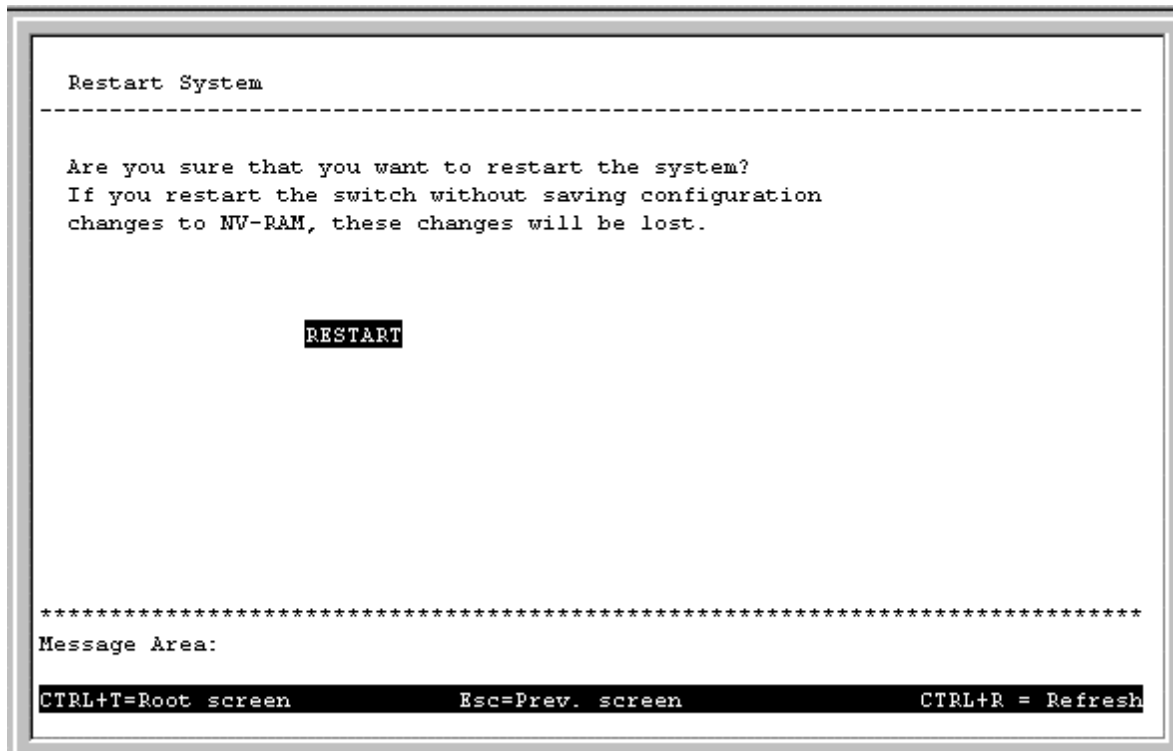 Restart System
--------------------------------------------------------------------------------
Are you sure that you want to restart the system?
If you restart the switch without saving configuration
changes to NV-RAM, these changes will be lost.
RESTART
********************************************************************************
Message Area:
CTRL+T=Root screen Esc=Prev. screen CTRL+R = Refresh